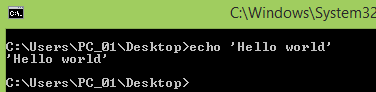 C:\Windows\System32
C:\Users\PC_01\Desktop>echo 'Hello world'
'Hello world'
C:\Users\PC_01\Desktop>